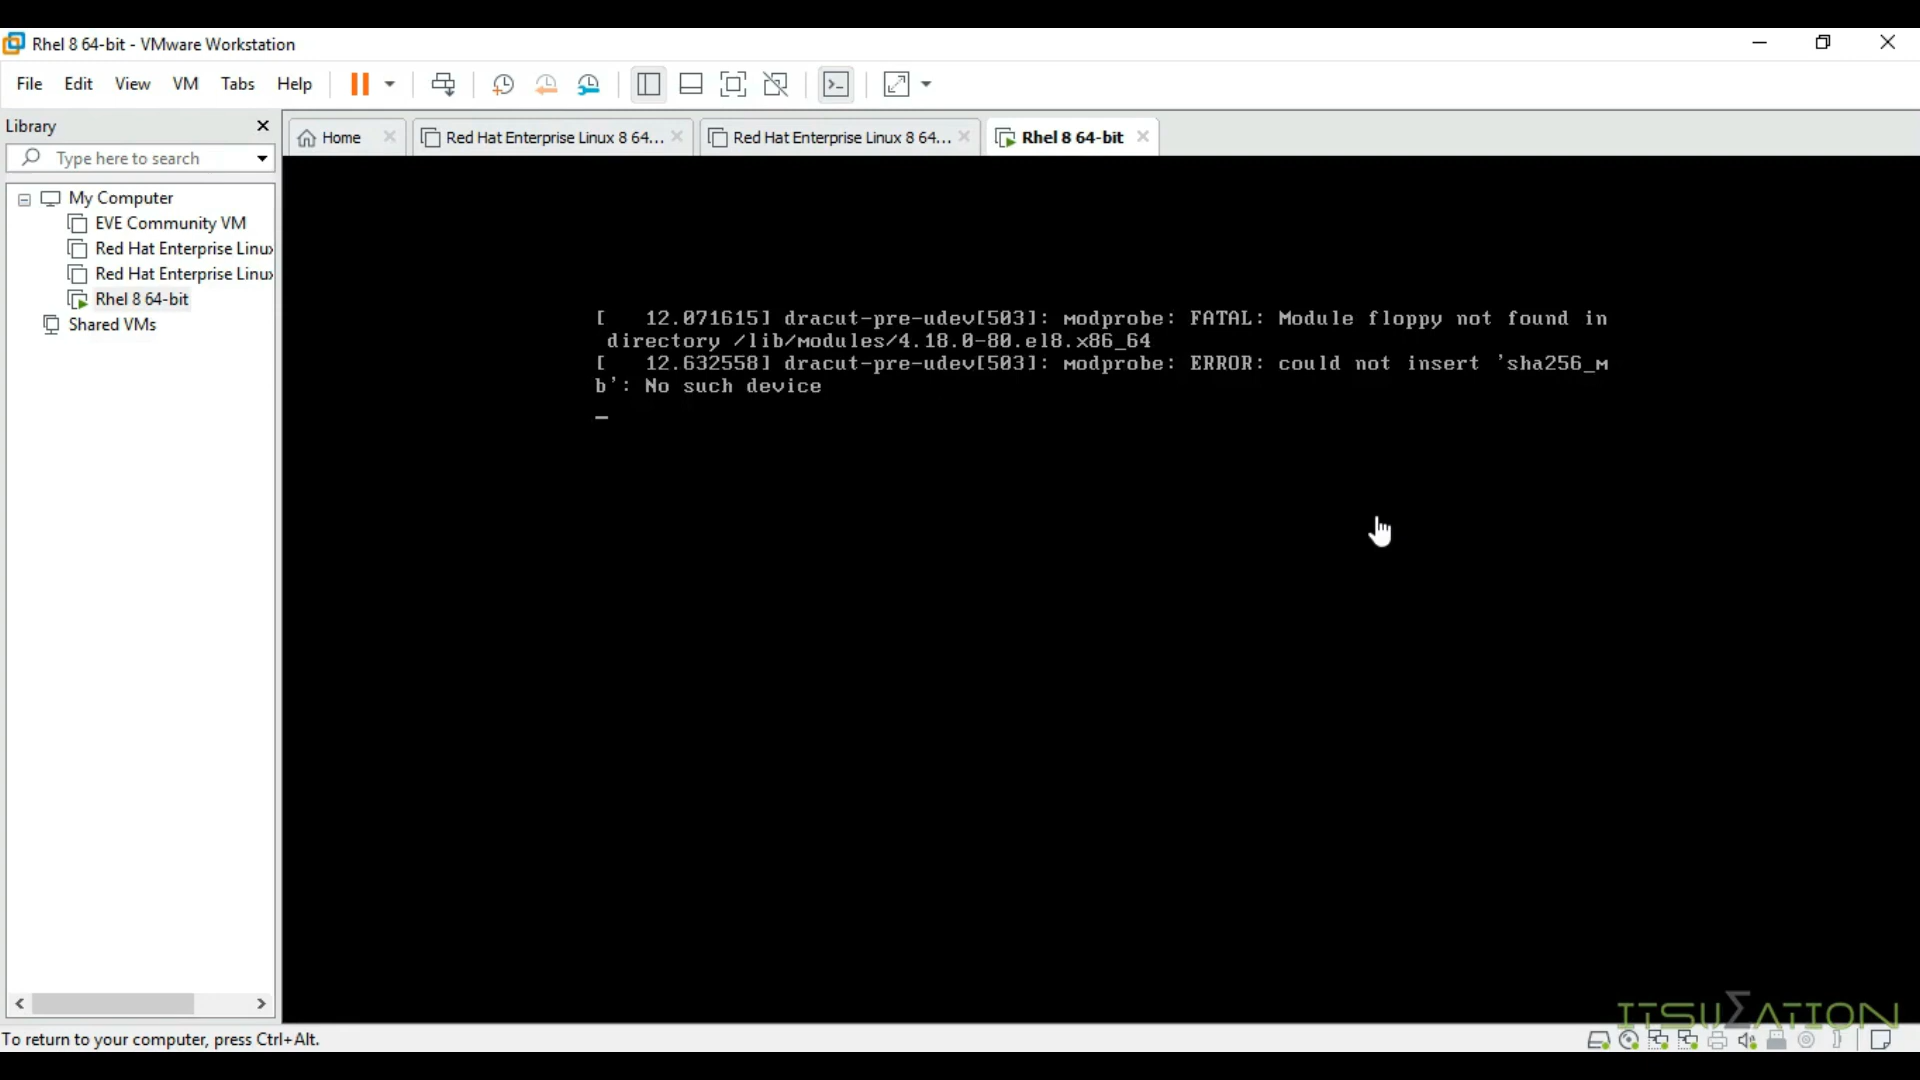 Rhel 8 64-bit - VMware Workstation
File Edit View VM Tabs Help
Library
Type here to search
My Computer
EVE Community VM
Red Hat Enterprise Linux
Red Hat Enterprise Linux
Rhel 8 64-bit
Shared VMs
Home
Red Hat Enterprise Linux 8 64...
Red Hat Enterprise Linux 8 64...
Rhel 8 64-bit
[   12.071615] dracut-pre-udev[503]: modprobe: FATAL: Module floppy not found in
directory /lib/modules/4.18.0-80.el8.x86_64
[   12.632558] dracut-pre-udev[503]: modprobe: ERROR: could not insert 'sha256_m
b': No such device
To return to your computer, press Ctrl+Alt.